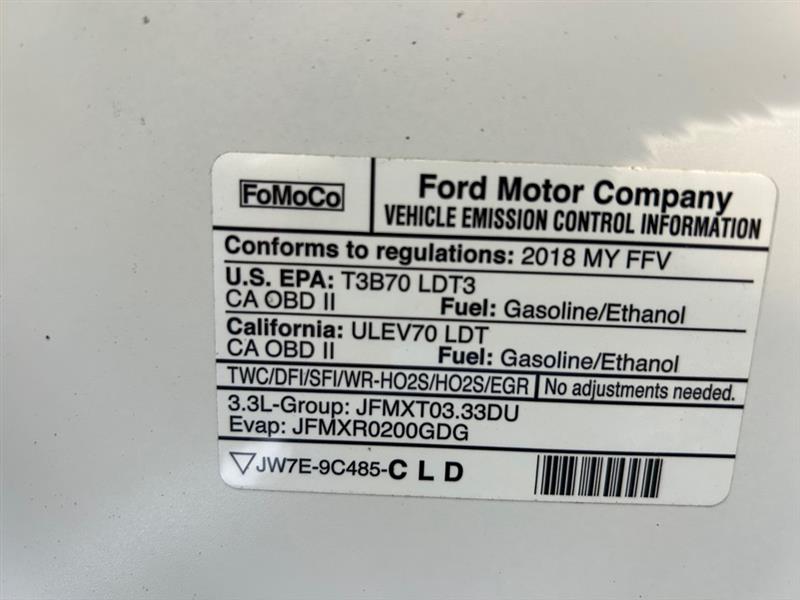 FoMoCo
Ford Motor Company
VEHICLE EMISSION CONTROL INFORMATION
Conforms to regulations: 2018 MY FFV
U.S. EPA: T3B70 LDT3
CA OBD II Fuel: Gasoline/Ethanol
California: ULEV70 LDT
CA OBD II Fuel: Gasoline/Ethanol
TWC/DFI/SFI/WR-HO2S/HO2S/EGR No adjustments needed.
3.3L-Group: JFMXT03.33DU
Evap: JFMXR0200GDG
JW7E-9C485-C L D